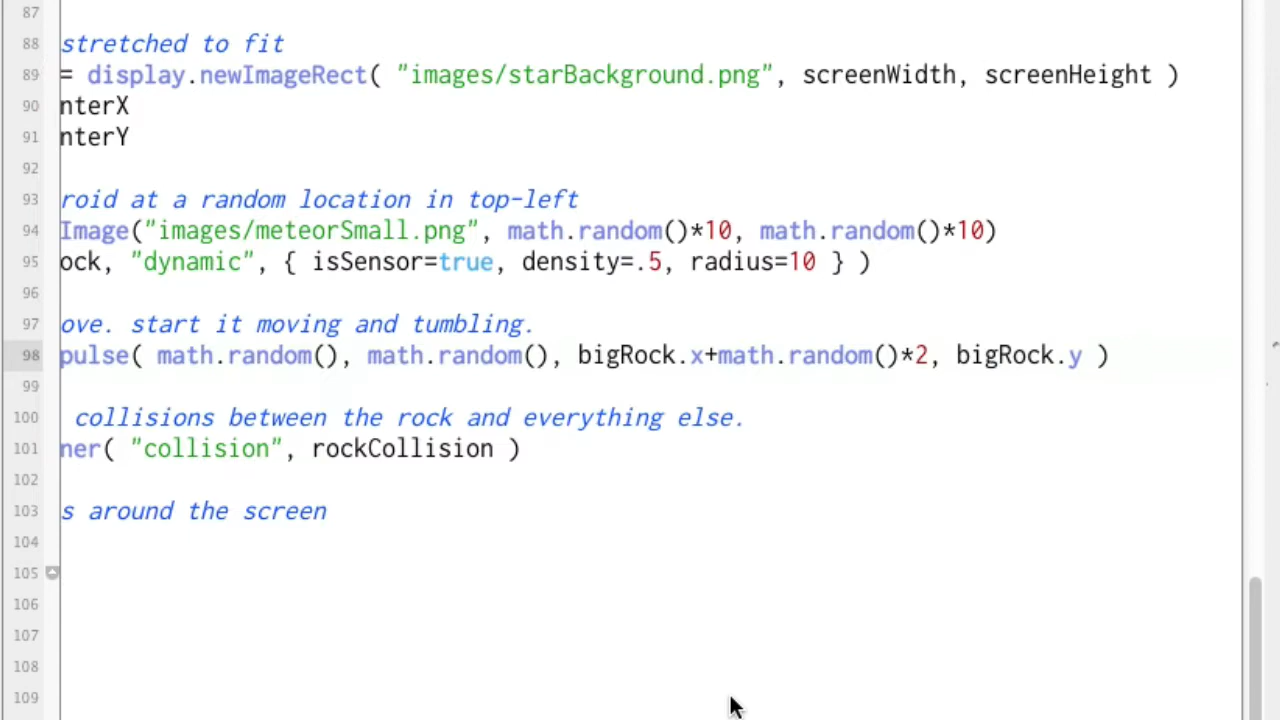 87
88 stretched to fit
89 = display.newImageRect( "images/starBackground.png", screenWidth, screenHeight )
90 nterX
91 nterY
92
93 roid at a random location in top-left
94 Image("images/meteorSmall.png", math.random()*10, math.random()*10)
95 ock, "dynamic", { isSensor=true, density=.5, radius=10 } )
96
97 ove. start it moving and tumbling.
98 pulse( math.random(), math.random(), bigRock.x+math.random()*2, bigRock.y )
99
100 collisions between the rock and everything else.
101 ner( "collision", rockCollision )
102
103 s around the screen
104
105
106
107
108
109